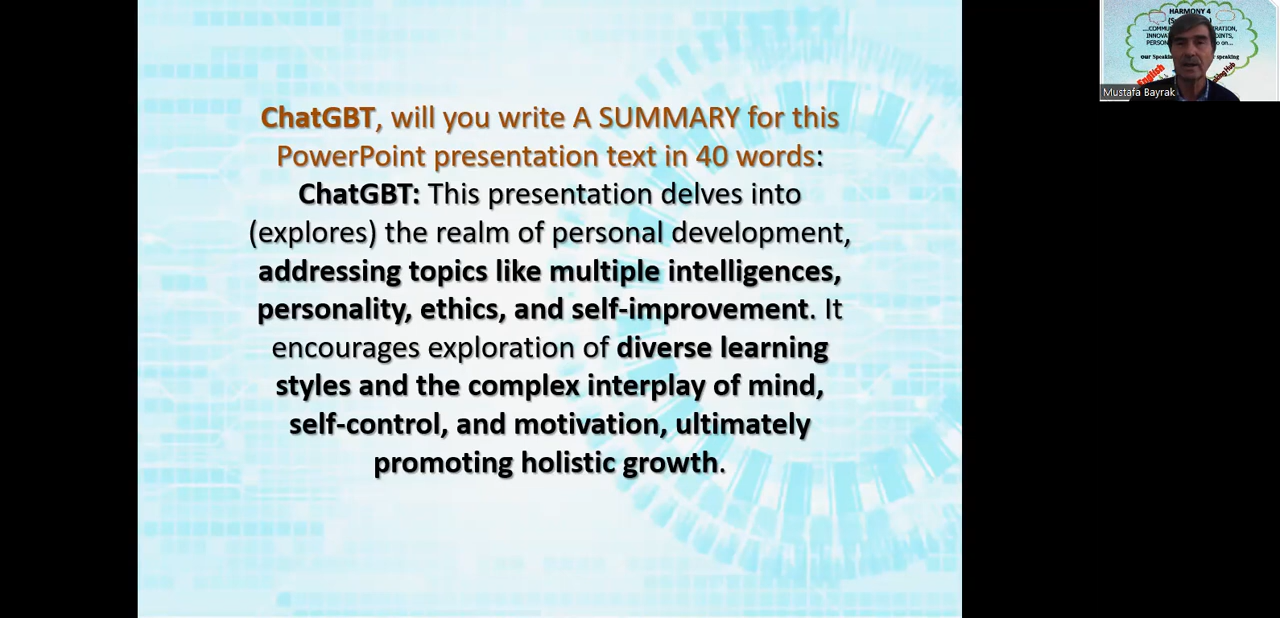 ChatGBT, will you write A SUMMARY for this
PowerPoint presentation text in 40 words:
ChatGBT: This presentation delves into
(explores) the realm of personal development,
addressing topics like multiple intelligences,
personality, ethics, and self-improvement. It
encourages exploration of diverse learning
styles and the complex interplay of mind,
self-control, and motivation, ultimately
promoting holistic growth.
HARMONY 4
English
Mustafa Bayrak